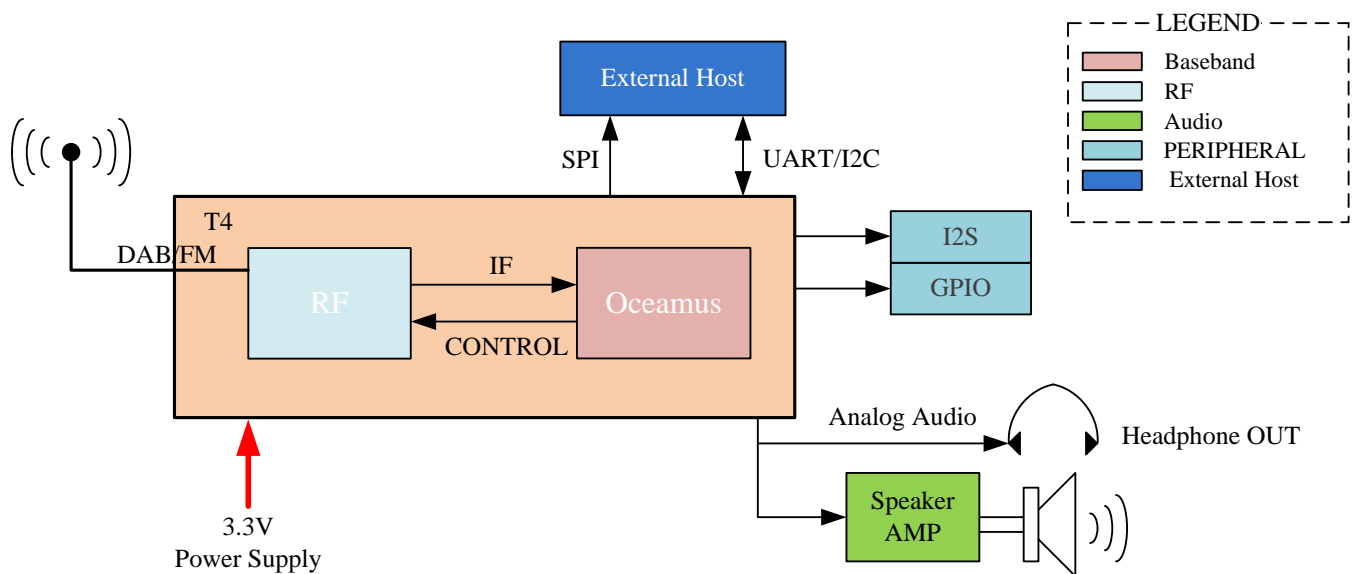 LEGEND
Baseband
RF
Audio
PERIPHERAL
External Host
External Host
SPI
UART/I2C
T4
DAB/FM
RF
IF
CONTROL
Oceamus
I2S
GPIO
Analog Audio
Headphone OUT
Speaker
AMP
3.3V
Power Supply